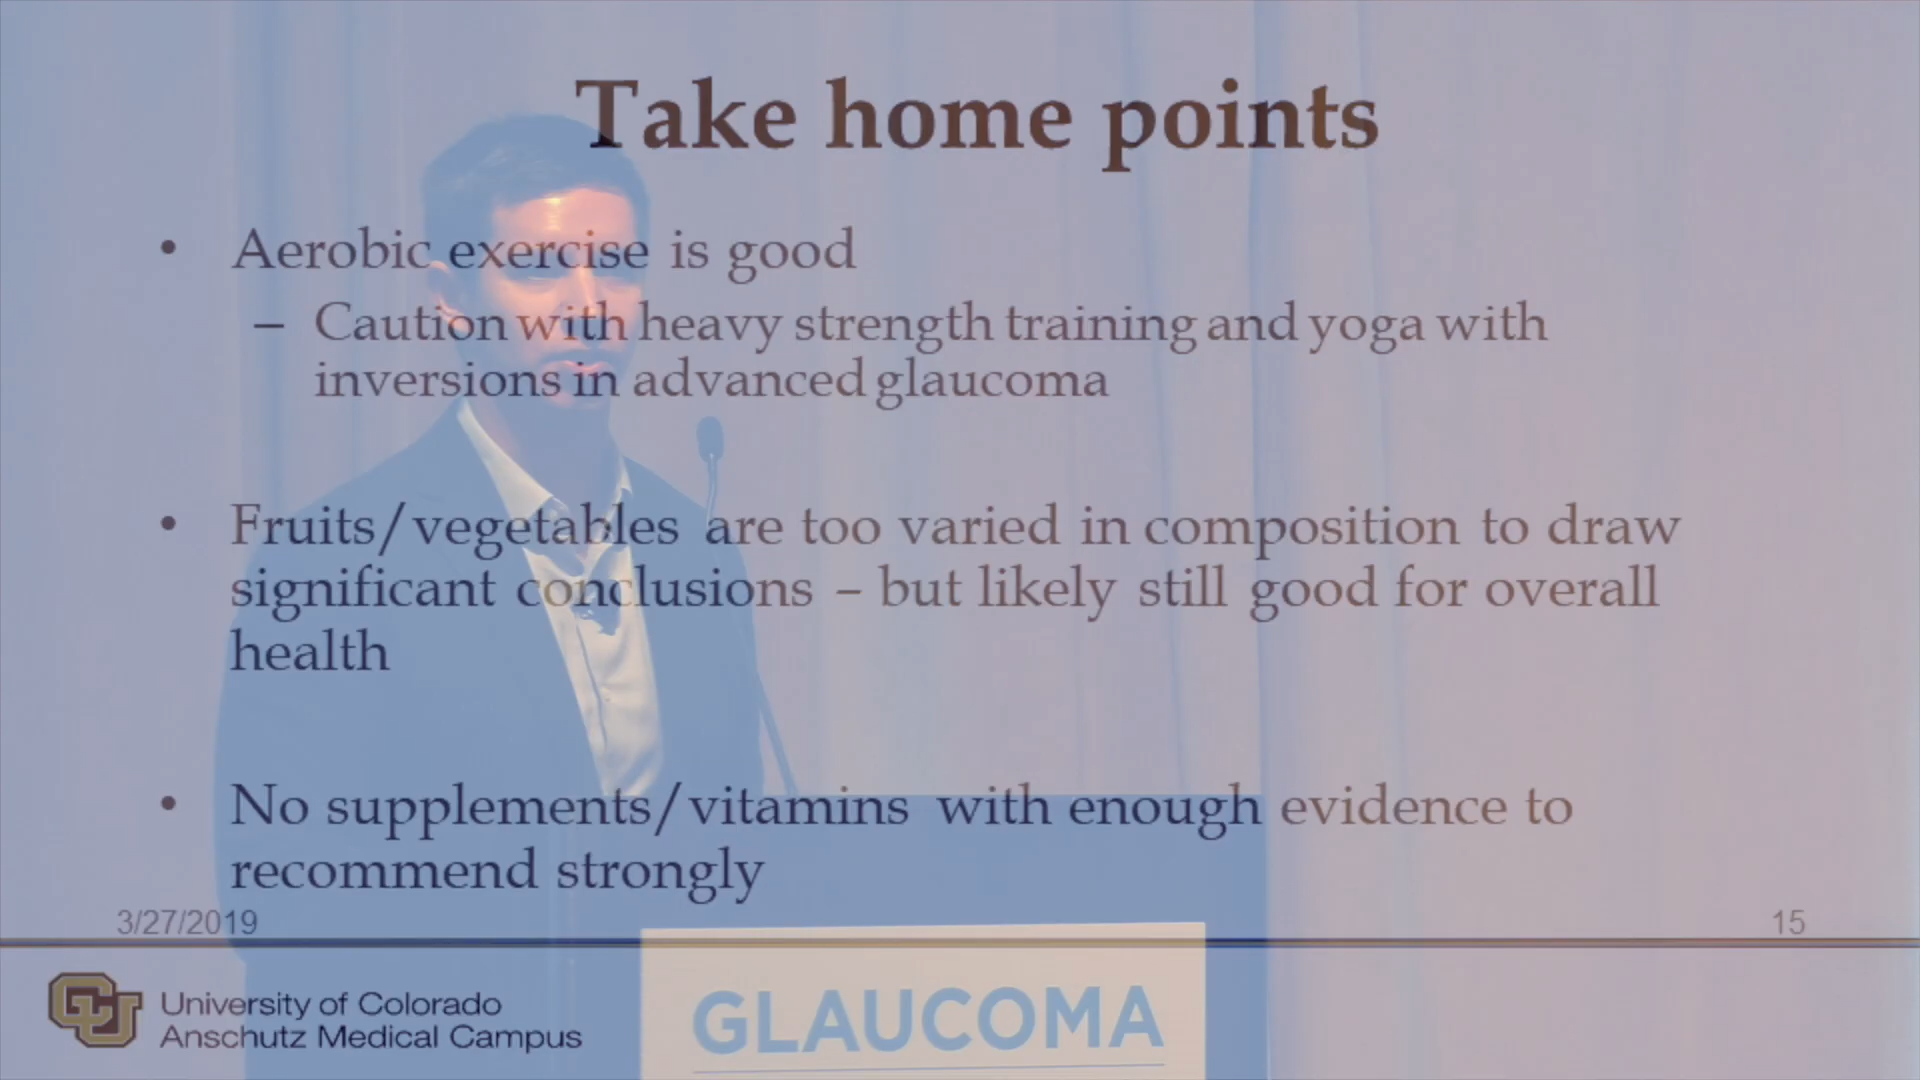 Take home points
• Aerobic exercise is good
– Caution with heavy strength training and yoga with
inversions in advanced glaucoma
• Fruits/vegetables are too varied in composition to draw
significant conclusions – but likely still good for overall
health
• No supplements/vitamins with enough evidence to
recommend strongly
3/27/2019
15
CU
University of Colorado
Anschutz Medical Campus
GLAUCOMA